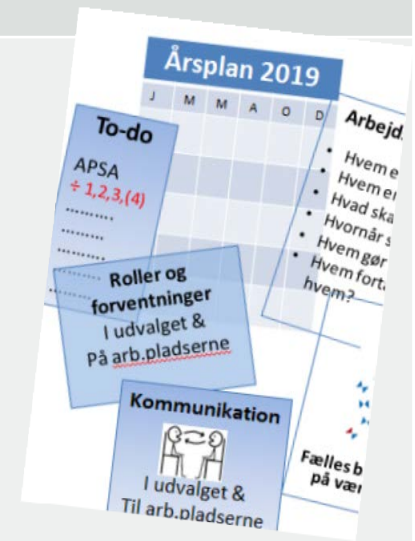 Årsplan 2019
J M M A O D
To-do
APSA
÷ 1,2,3,(4)
..........
.........
..........
.........
.........
Roller og
forventninger
I udvalget &
På arb.pladserne
Kommunikation
I udvalget &
Til arb.pladserne
Arbejd
• Hvem e
• Hvem er
• Hvad ska
• Hvornår s
• Hvem gør
• Hvem forta
hvem?
Fælles b
på vær